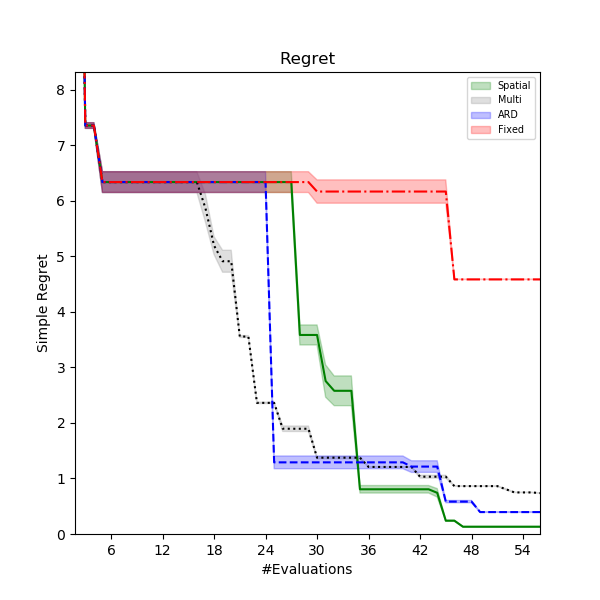 Regret
Spatial
Multi
ARD
Fixed
Simple Regret
8
7
6
5
4
3
2
1
0
6 12 18 24 30 36 42 48 54
#Evaluations